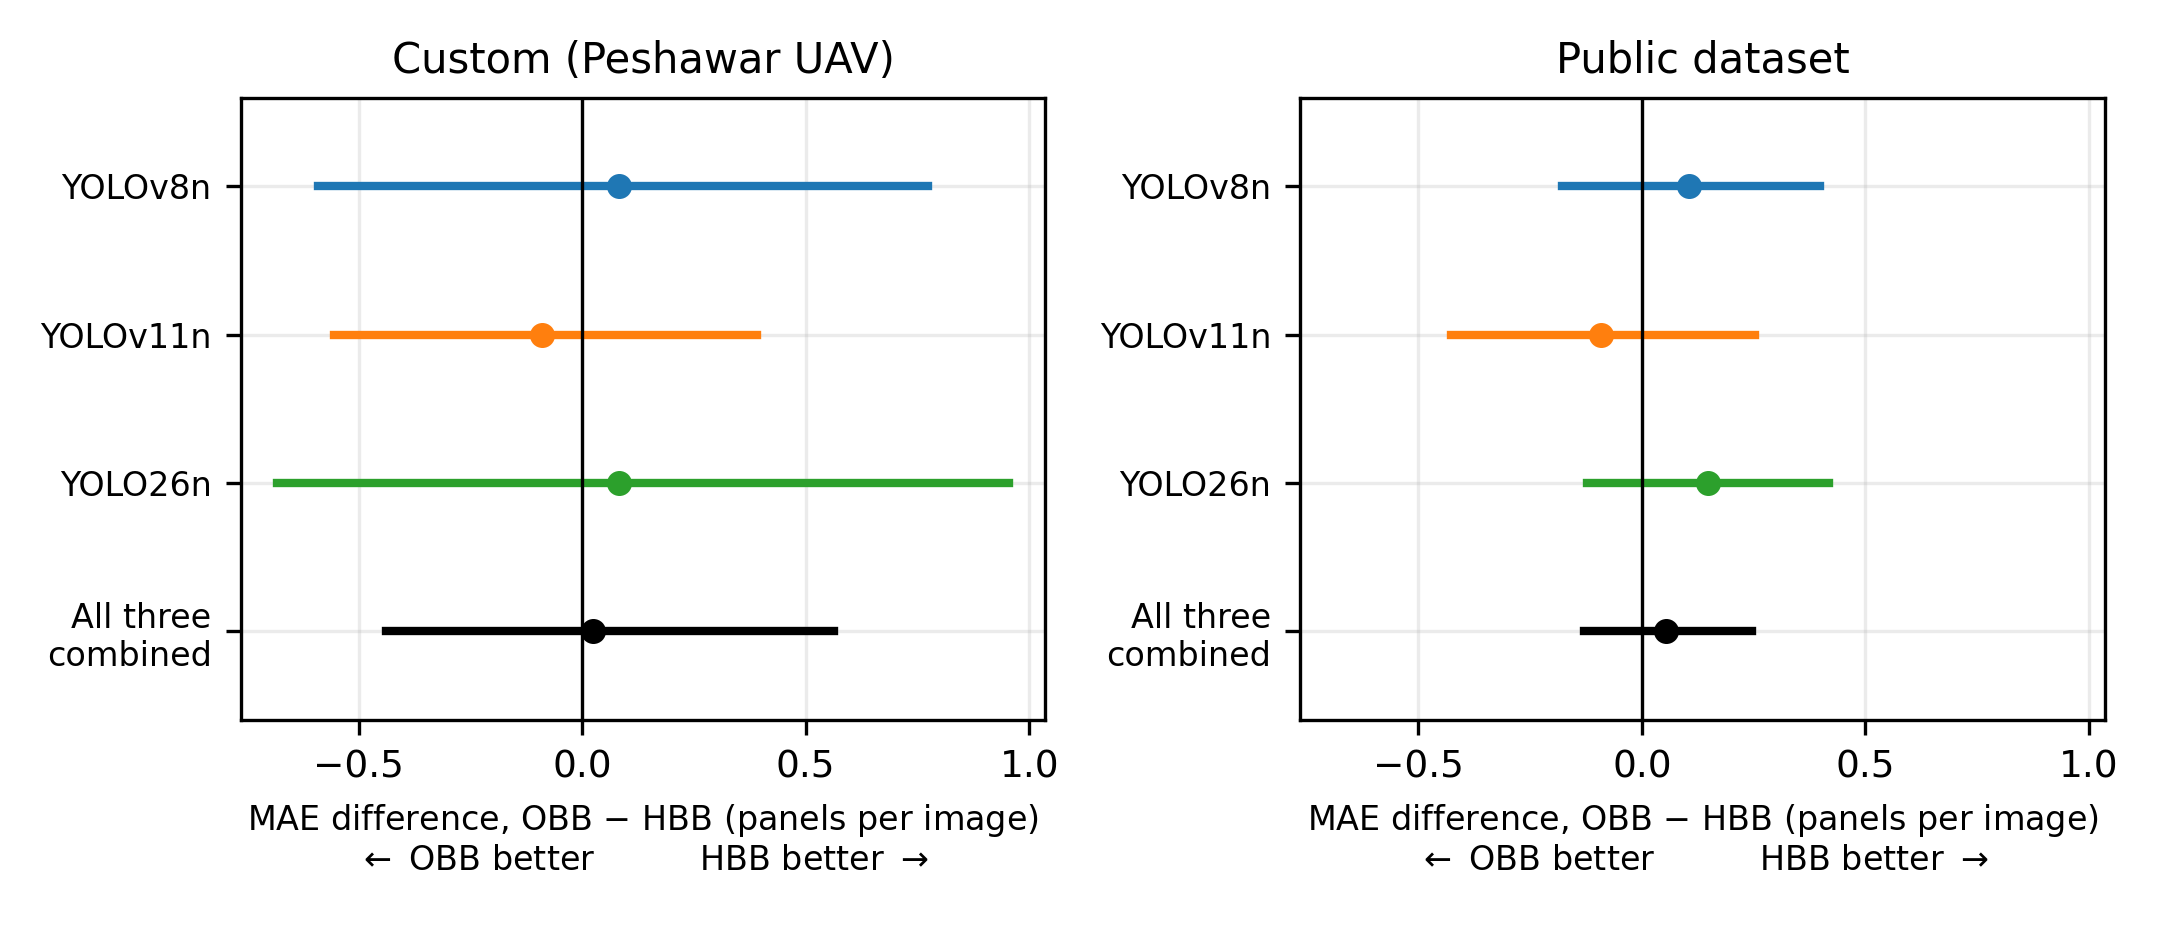 Custom (Peshawar UAV)
YOLOv8n
YOLOv11n
YOLO26n
All three
combined
−0.5 0.0 0.5 1.0
MAE difference, OBB − HBB (panels per image)
← OBB better HBB better →
Public dataset
YOLOv8n
YOLOv11n
YOLO26n
All three
combined
−0.5 0.0 0.5 1.0
MAE difference, OBB − HBB (panels per image)
← OBB better HBB better →